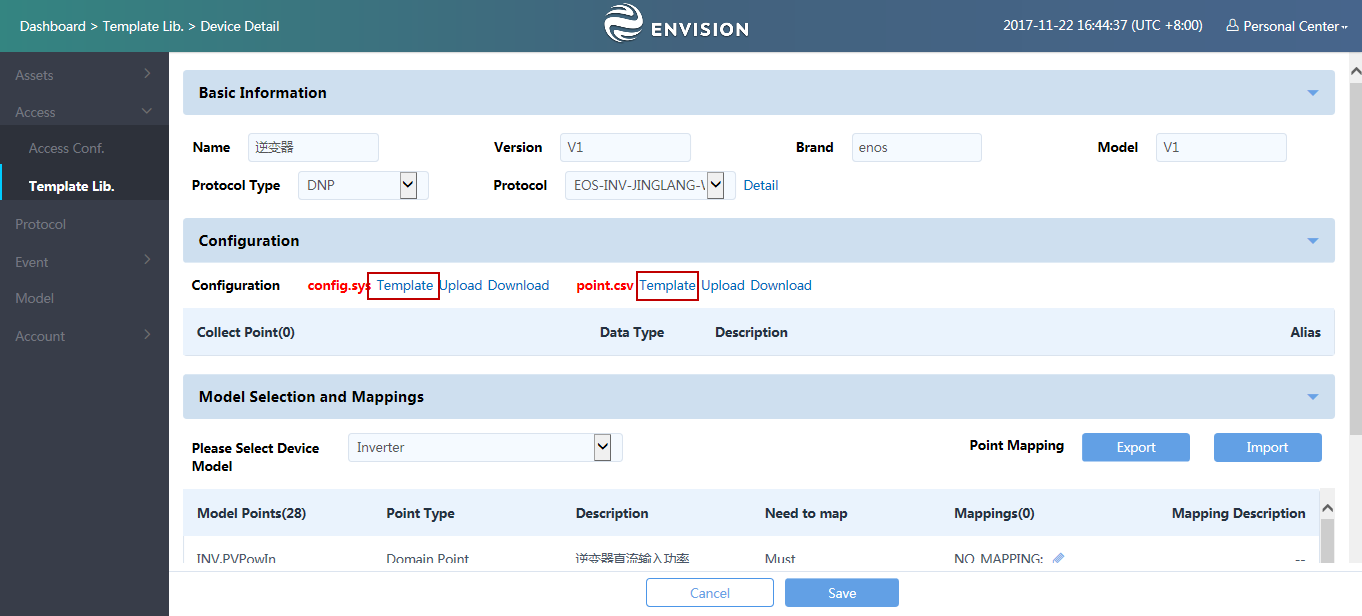 Dashboard > Template Lib. > Device Detail
ENVISION
2017-11-22 16:44:37 (UTC +8:00)
Personal Center
Assets
Access
Access Conf.
Template Lib.
Protocol
Event
Model
Account
Basic Information
Name 逆变器 Version V1 Brand enos Model V1
Protocol Type DNP Protocol EOS-INV-JINGLANG-V Detail
Configuration
Configuration config.sys Template Upload Download point.csv Template Upload Download
Collect Point(0) Data Type Description Alias
Model Selection and Mappings
Please Select Device
Model
Inverter
Point Mapping Export Import
Model Points(28) Point Type Description Need to map Mappings(0) Mapping Description
INV.PVPowIn Domain Point 逆变器直流输入功率 Must NO MAPPING: --
Cancel Save